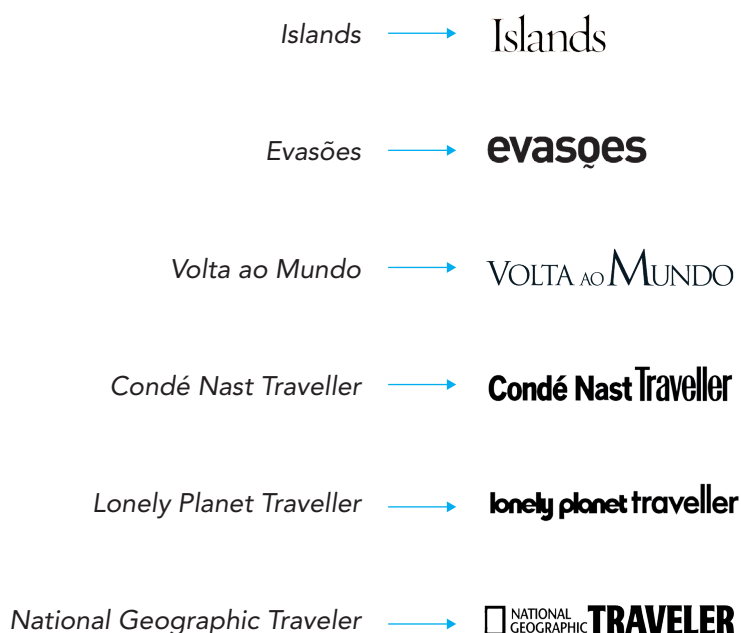 Islands Islands
Evasões evasões
Volta ao Mundo VOLTA AO MUNDO
Condé Nast Traveller Condé Nast Traveller
Lonely Planet Traveller lonely planet traveller
National Geographic Traveler NATIONAL GEOGRAPHIC TRAVELER